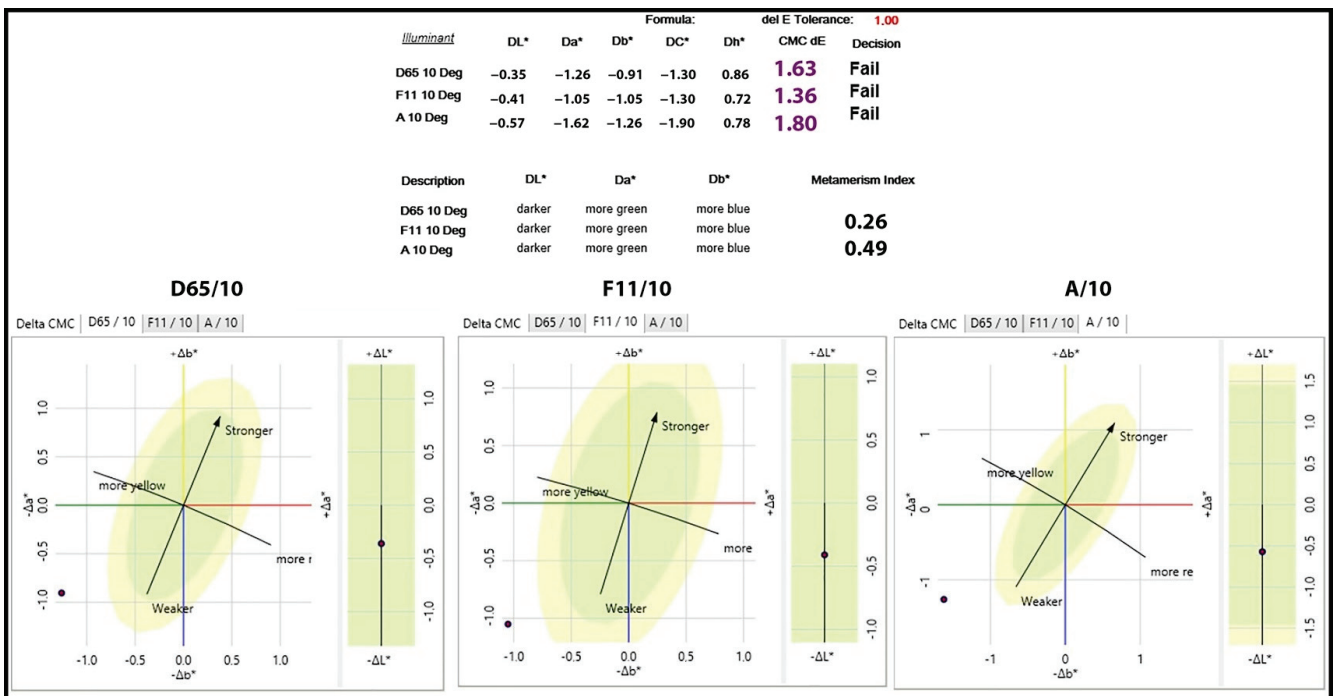 Formula: del E Tolerance: 1.00
Illuminant DL* Da* Db* DC* Dh* CMC dE Decision
D65 10 Deg −0.35 −1.26 −0.91 −1.30 0.86 1.63 Fail
F11 10 Deg −0.41 −1.05 −1.05 −1.30 0.72 1.36 Fail
A 10 Deg −0.57 −1.62 −1.26 −1.90 0.78 1.80 Fail
Description DL* Da* Db* Metamerism Index
D65 10 Deg darker more green more blue
F11 10 Deg darker more green more blue 0.26
A 10 Deg darker more green more blue 0.49
D65/10
Delta CMC D65 / 10 F11 / 10 A / 10
+Δb* +ΔL*
1.0 0.5 0.0 -0.5 -1.0
-Δa* +Δa*
Stronger
more yellow
more r
Weaker
1.0 0.5 0.0 -0.5 -1.0
-1.0 -0.5 0.0 0.5 1.0
-Δb* -ΔL*
F11/10
Delta CMC D65 / 10 F11 / 10 A / 10
+Δb* +ΔL*
1.0 0.5 0.0 -0.5 -1.0
-Δa* +Δa*
Stronger
more yellow
more
Weaker
1.0 0.5 0.0 -0.5 -1.0
-1.0 -0.5 0.0 0.5 1.0
-Δb* -ΔL*
A/10
Delta CMC D65 / 10 F11 / 10 A / 10
+Δb* +ΔL*
1 0 -1
-Δa* +Δa*
Stronger
more yellow
more re
Weaker
1.5 1.0 0.5 0.0 -0.5 -1.0 -1.5
-1 0 1
-Δb* -ΔL*